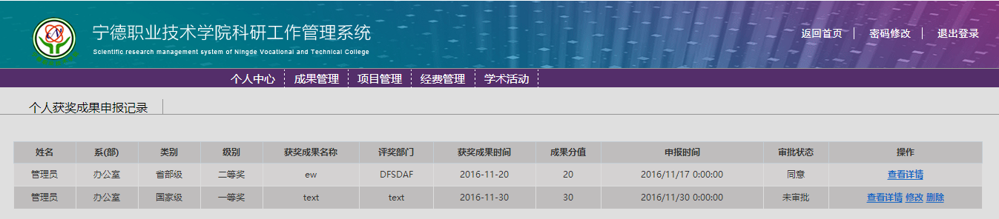 宁德职业技术学院科研工作管理系统
Scientific research management system of Ningde Vocational and Technical College
返回首页 密码修改 退出登录
个人中心 成果管理 项目管理 经费管理 学术活动
个人获奖成果申报记录
姓名 系(部) 类别 级别 获奖成果名称 评奖部门 获奖成果时间 成果分值 申报时间 审批状态 操作
管理员 办公室 省部级 二等奖 ew DFSDAF 2016-11-20 20 2016/11/17 0:00:00 同意 查看详情
管理员 办公室 国家级 一等奖 text text 2016-11-30 30 2016/11/30 0:00:00 未审批 查看详情 修改 删除